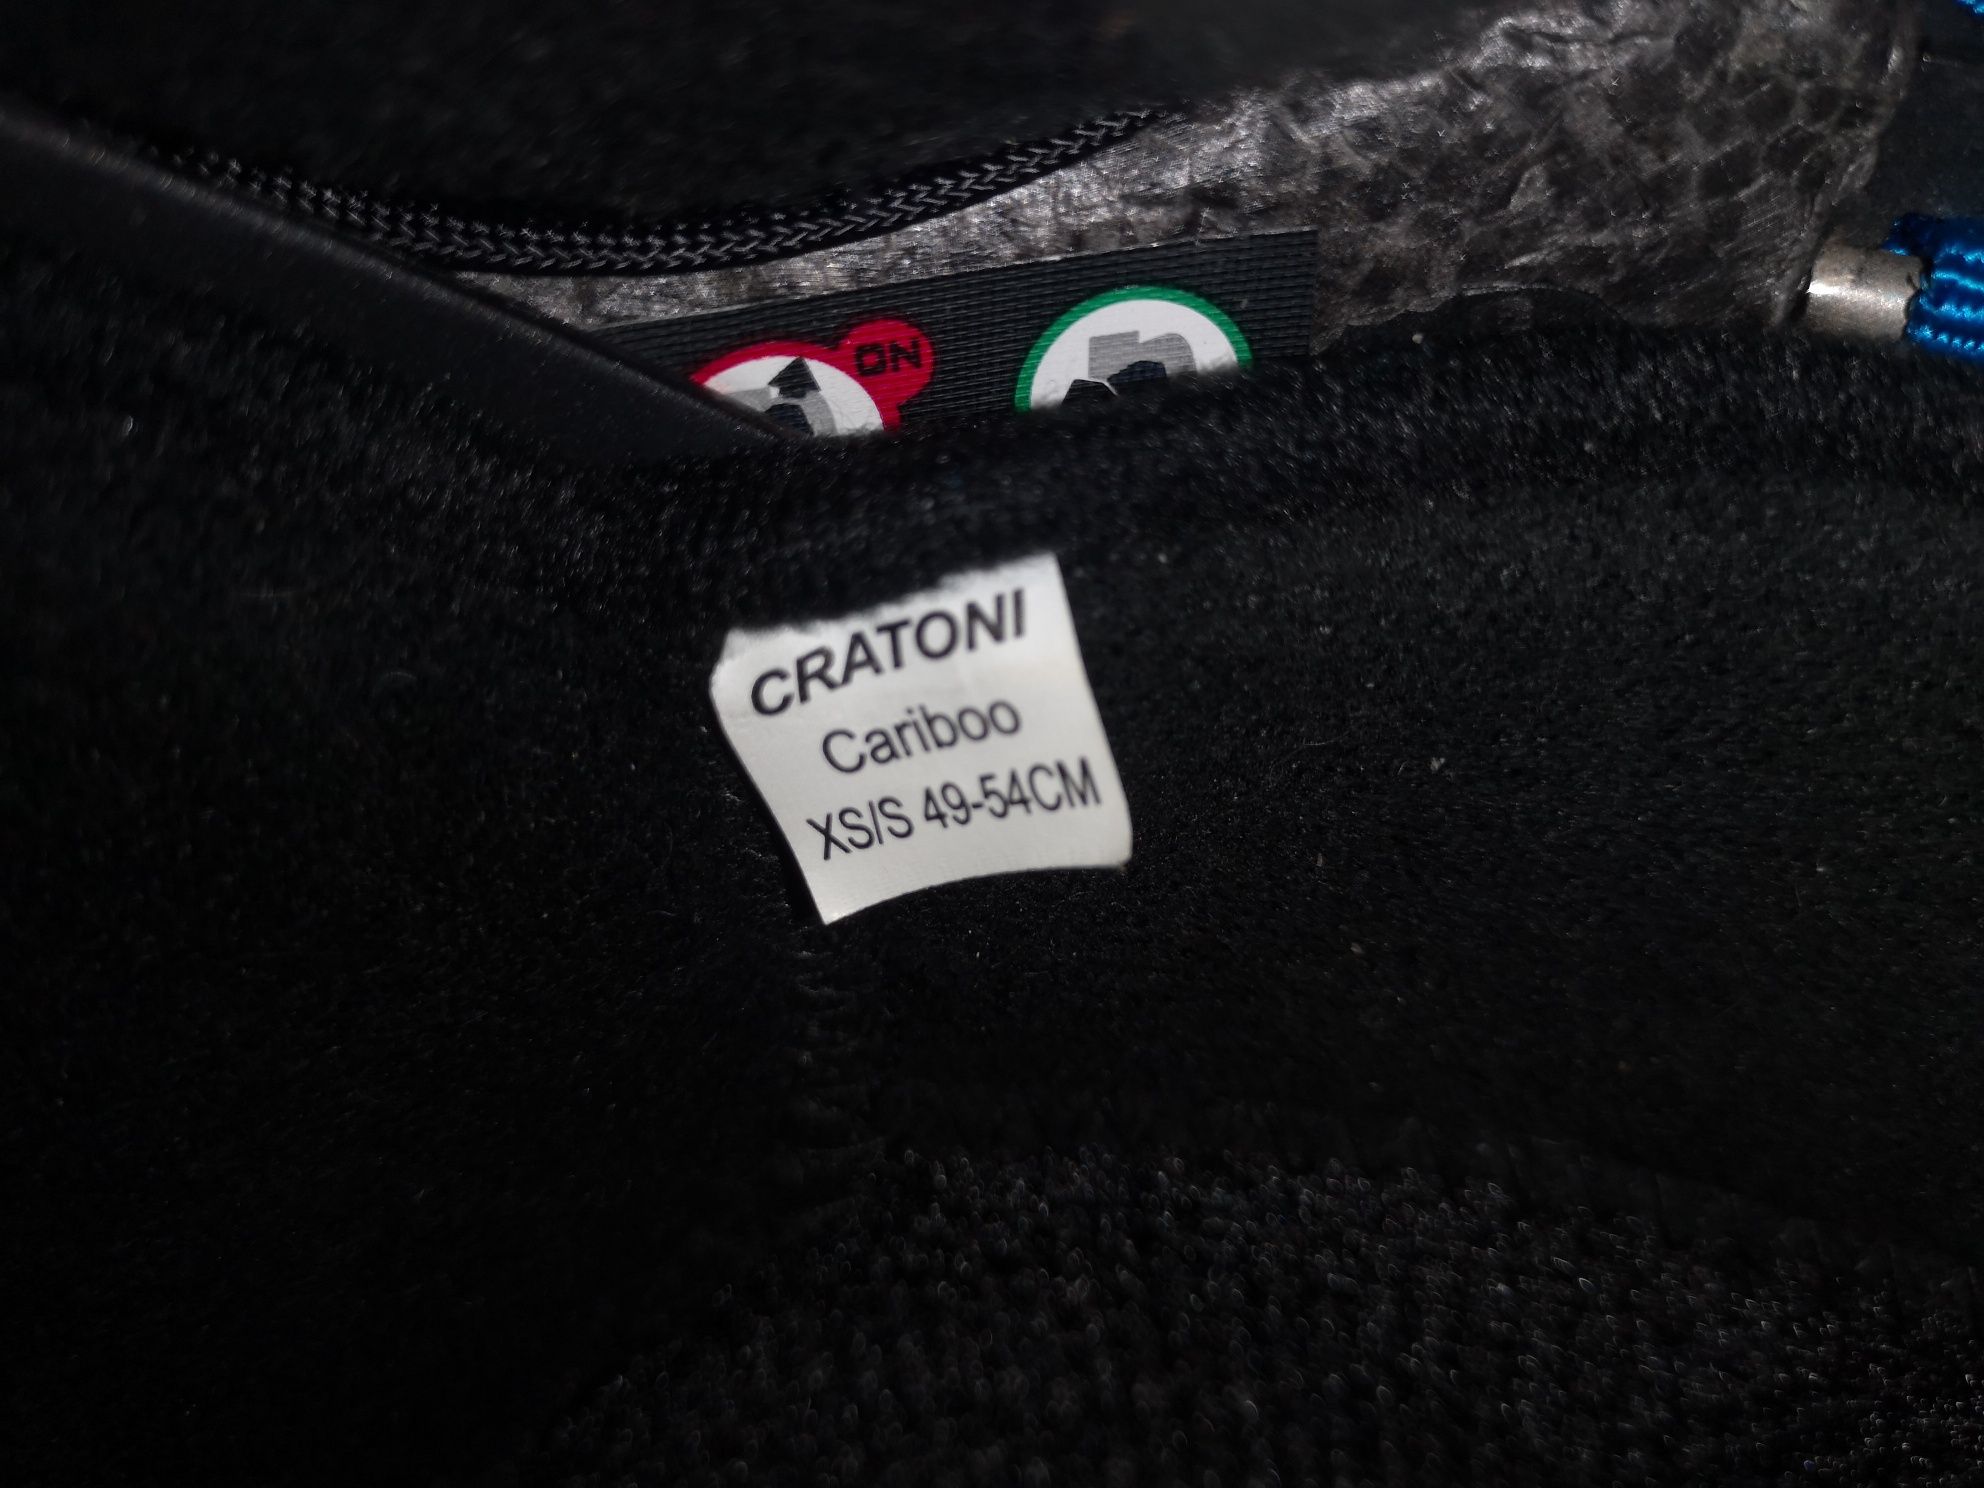 ON
CRATONI
Cariboo
XS/S 49-54CM